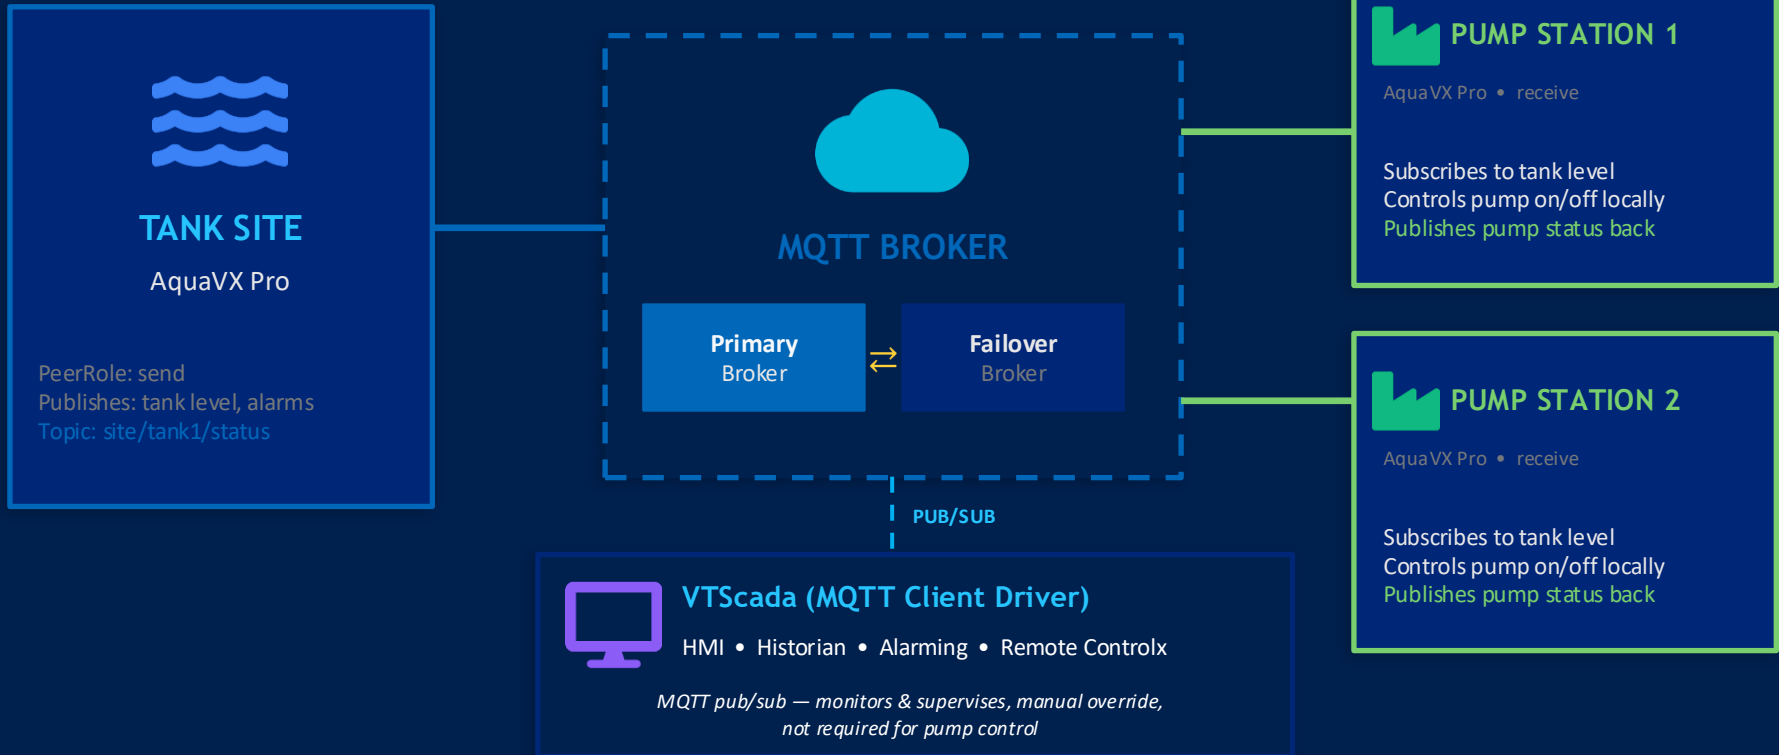 TANK SITE
AquaVX Pro
PeerRole: send
Publishes: tank level, alarms
Topic: site/tank1/status
MQTT BROKER
Primary
Broker
⇄
Failover
Broker
PUB/SUB
VTScada (MQTT Client Driver)
HMI • Historian • Alarming • Remote Controlx
MQTT pub/sub — monitors & supervises, manual override,
not required for pump control
PUMP STATION 1
AquaVX Pro • receive
Subscribes to tank level
Controls pump on/off locally
Publishes pump status back
PUMP STATION 2
AquaVX Pro • receive
Subscribes to tank level
Controls pump on/off locally
Publishes pump status back